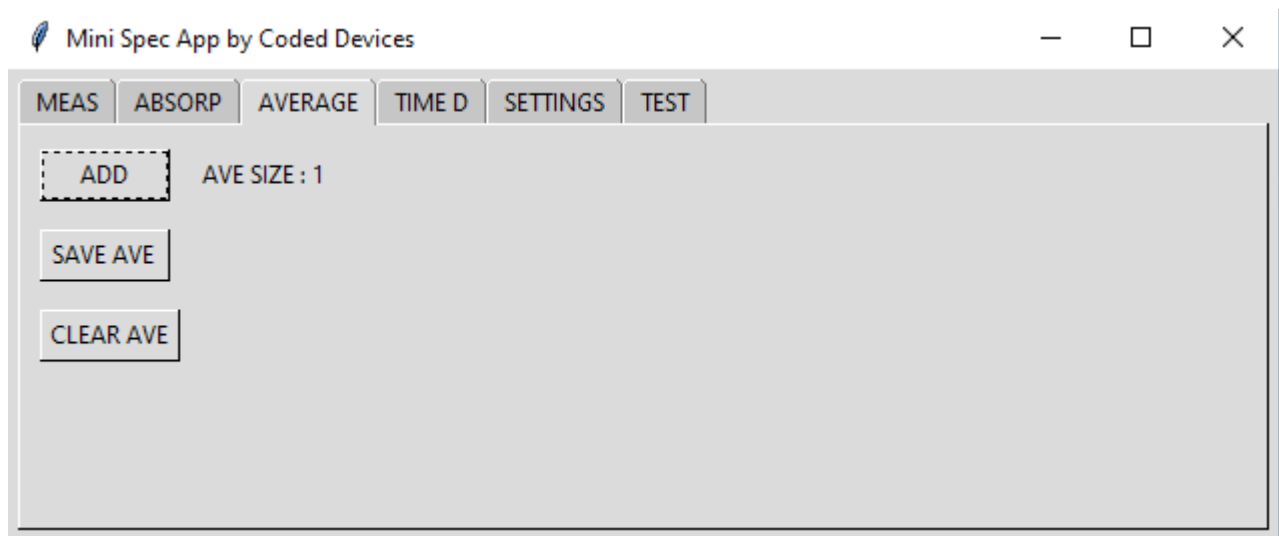 Mini Spec App by Coded Devices
MEAS ABSORP AVERAGE TIME D SETTINGS TEST
ADD AVE SIZE : 1
SAVE AVE
CLEAR AVE